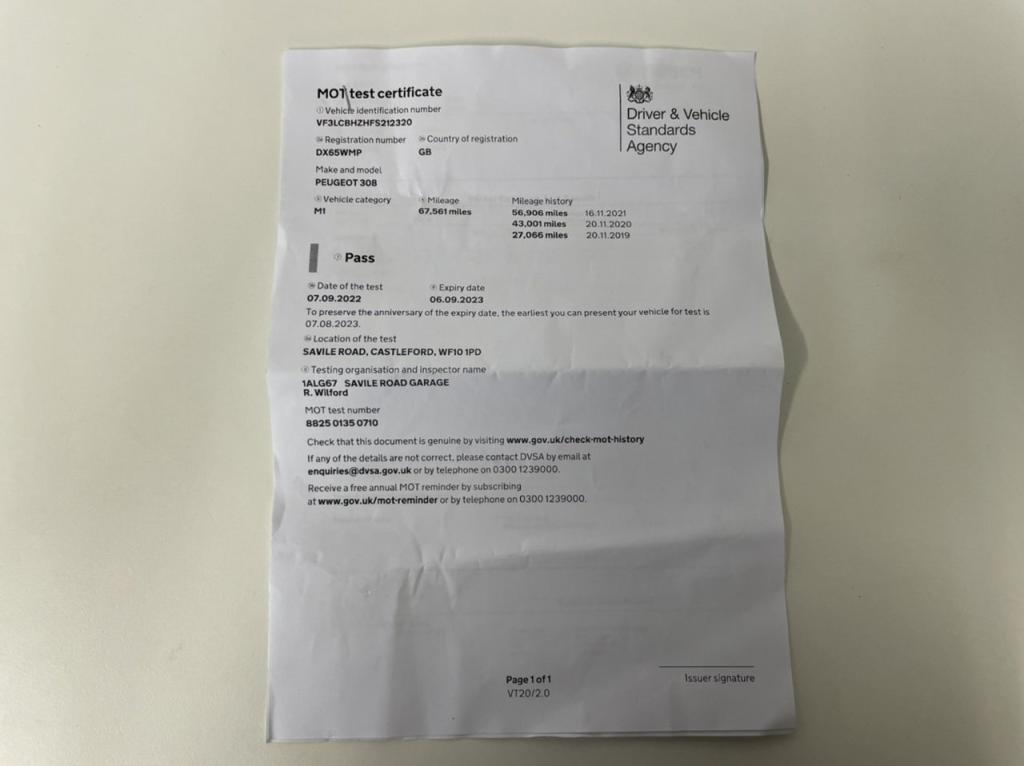 MOT test certificate
Vehicle identification number
VF3LCBHZHFS212320
Registration number Country of registration
DX65WMP GB
Make and model
PEUGEOT 308
Vehicle category Mileage Mileage history
M1 67,561 miles 56,906 miles 16.11.2021
43,001 miles 20.11.2020
27,066 miles 20.11.2019
Driver & Vehicle
Standards
Agency
Pass
Date of the test Expiry date
07.09.2022 06.09.2023
To preserve the anniversary of the expiry date, the earliest you can present your vehicle for test is
07.08.2023.
Location of the test
SAVILE ROAD, CASTLEFORD, WF10 1PD
Testing organisation and inspector name
1ALG67 SAVILE ROAD GARAGE
R. Wilford
MOT test number
8825 0135 0710
Check that this document is genuine by visiting www.gov.uk/check-mot-history
If any of the details are not correct, please contact DVSA by email at
enquiries@dvsa.gov.uk or by telephone on 0300 1239000.
Receive a free annual MOT reminder by subscribing
at www.gov.uk/mot-reminder or by telephone on 0300 1239000.
Page 1 of 1
VT20/2.0
Issuer signature